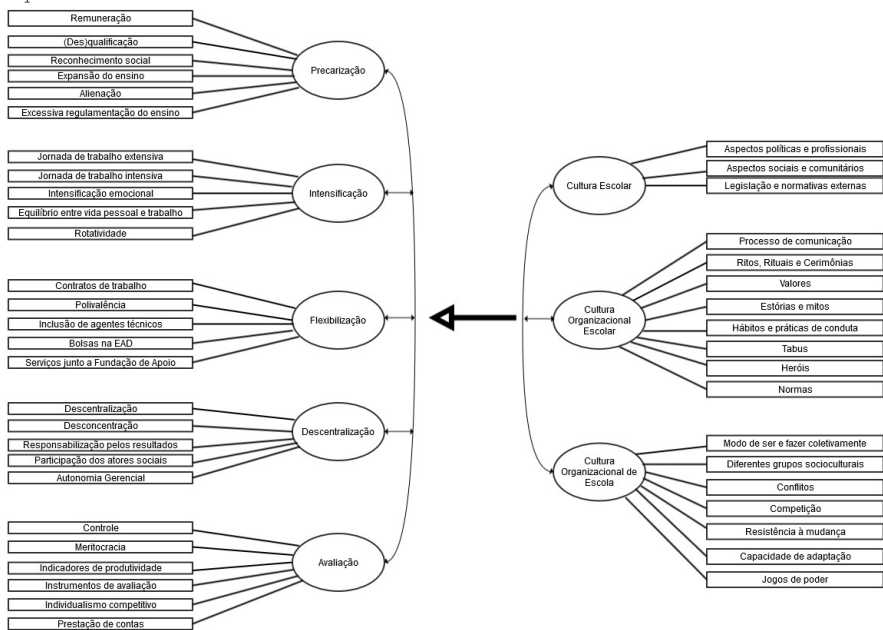 Remuneração
(Des)qualificação
Reconhecimento social
Expansão do ensino
Alienação
Excessiva regulamentação do ensino
Precarização
Jornada de trabalho extensiva
Jornada de trabalho intensiva
Intensificação emocional
Equilíbrio entre vida pessoal e trabalho
Rotatividade
Intensificação
Contratos de trabalho
Polivalência
Inclusão de agentes técnicos
Bolsas na EAD
Serviços junto a Fundação de Apoio
Flexibilização
Descentralização
Desconcentração
Responsabilização pelos resultados
Participação dos atores sociais
Autonomia Gerencial
Descentralização
Controle
Meritocracia
Indicadores de produtividade
Instrumentos de avaliação
Individualismo competitivo
Prestação de contas
Avaliação
Cultura Escolar
Aspectos políticas e profissionais
Aspectos sociais e comunitários
Legislação e normativas externas
Cultura
Organizacional
Escolar
Processo de comunicação
Ritos, Rituais e Cerimônias
Valores
Estórias e mitos
Hábitos e práticas de conduta
Tabus
Heróis
Normas
Cultura
Organizacional de
Escola
Modo de ser e fazer coletivamente
Diferentes grupos socioculturais
Conflitos
Competição
Resistência à mudança
Capacidade de adaptação
Jogos de poder